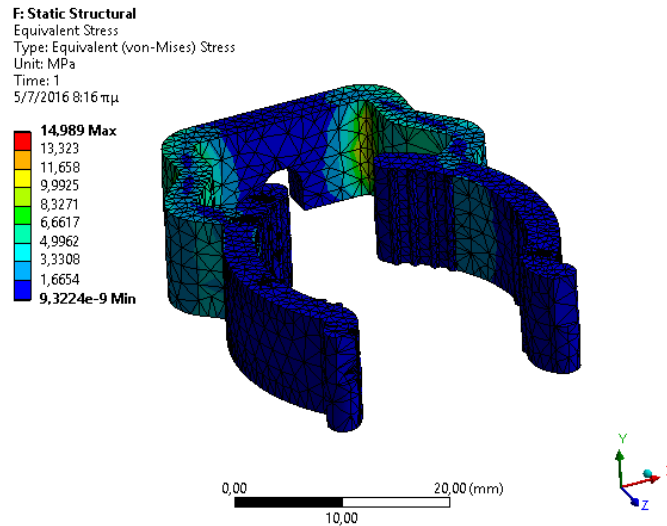 F: Static Structural
Equivalent Stress
Type: Equivalent (von-Mises) Stress
Unit: MPa
Time: 1
5/7/2016 8:16 πμ
14,989 Max
13,323
11,658
9,9925
8,3271
6,6617
4,9962
3,3308
1,6654
9,3224e-9 Min
0,00
20,00 (mm)
10,00
Y
Z